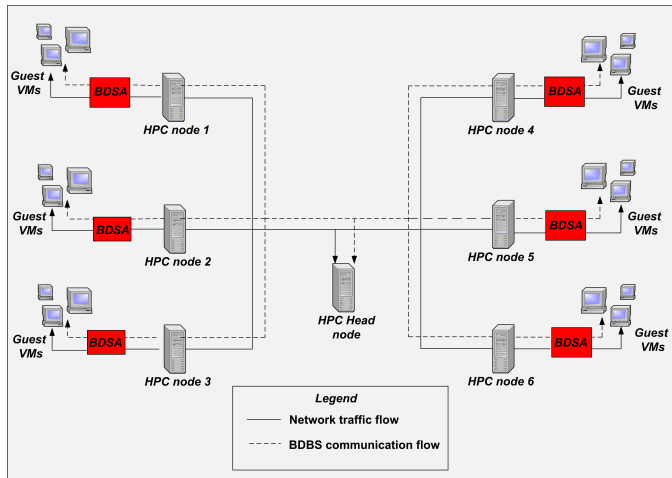 Guest
VMs
BDSA
HPC node 1
HPC node 4
BDSA
Guest
VMs
Guest
VMs
BDSA
HPC node 2
HPC node 5
BDSA
Guest
VMs
HPC Head
node
Guest
VMs
BDSA
HPC node 3
HPC node 6
BDSA
Guest
VMs
Legend
Network traffic flow
BDBS communication flow